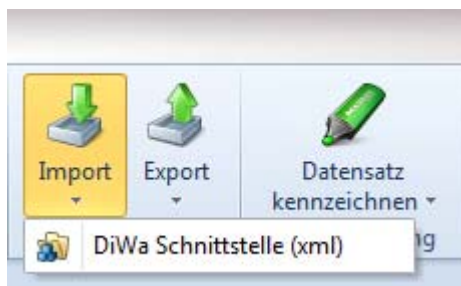 Import
Export
Datensatz
kennzeichnen
DiWa Schnittstelle (xml)